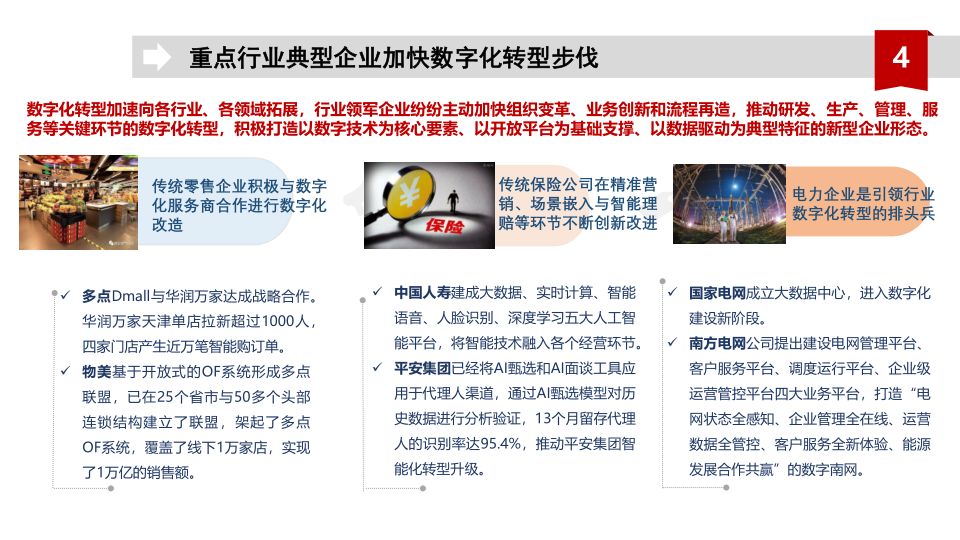 重点行业典型企业加快数字化转型步伐
4
数字化转型加速向各行业、各领域拓展，行业领军企业纷纷主动加快组织变革、业务创新和流程再造，推动研发、生产、管理、服
务等关键环节的数字化转型，积极打造以数字技术为核心要素、以开放平台为基础支撑、以数据驱动为典型特征的新型企业形态。
传统零售企业积极与数字
化服务商合作进行数字化
改造
✓ 多点Dmall与华润万家达成战略合作。
华润万家天津单店拉新超过1000人，
四家门店产生近万笔智能购订单。
✓ 物美基于开放式的OF系统形成多点
联盟，已在25个省市与50多个头部
连锁结构建立了联盟，架起了多点
OF系统，覆盖了线下1万家店，实现
了1万亿的销售额。
¥
保险
传统保险公司在精准营
销、场景嵌入与智能理
赔等环节不断创新改进
✓ 中国人寿建成大数据、实时计算、智能
语音、人脸识别、深度学习五大人工智
能平台，将智能技术融入各个经营环节。
✓ 平安集团已经将AI甄选和AI面谈工具应
用于代理人渠道，通过AI甄选模型对历
史数据进行分析验证，13个月留存代理
人的识别率达95.4%，推动平安集团智
能化转型升级。
电力企业是引领行业
数字化转型的排头兵
✓ 国家电网成立大数据中心，进入数字化
建设新阶段。
✓ 南方电网公司提出建设电网管理平台、
客户服务平台、调度运行平台、企业级
运营管控平台四大业务平台，打造“电
网状态全感知、企业管理全在线、运营
数据全管控、客户服务全新体验、能源
发展合作共赢”的数字南网。